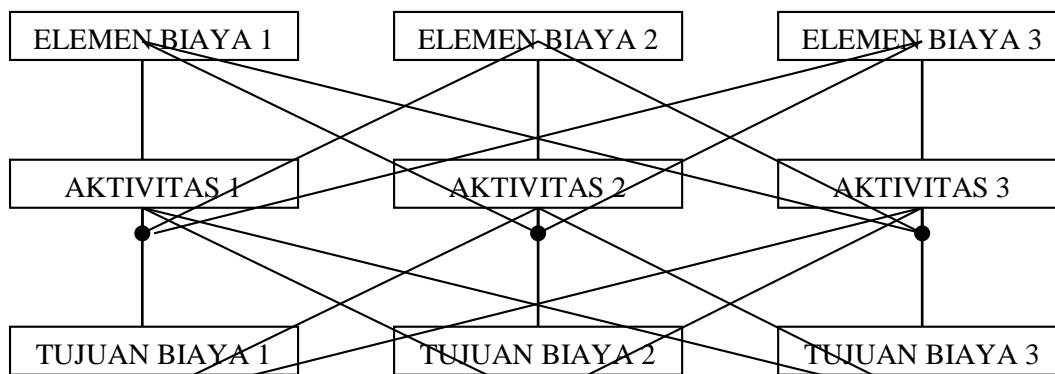 ELEMEN BIAYA 1
ELEMEN BIAYA 2
ELEMEN BIAYA 3
AKTIVITAS 1
AKTIVITAS 2
AKTIVITAS 3
TUJUAN BIAYA 1
TUJUAN BIAYA 2
TUJUAN BIAYA 3